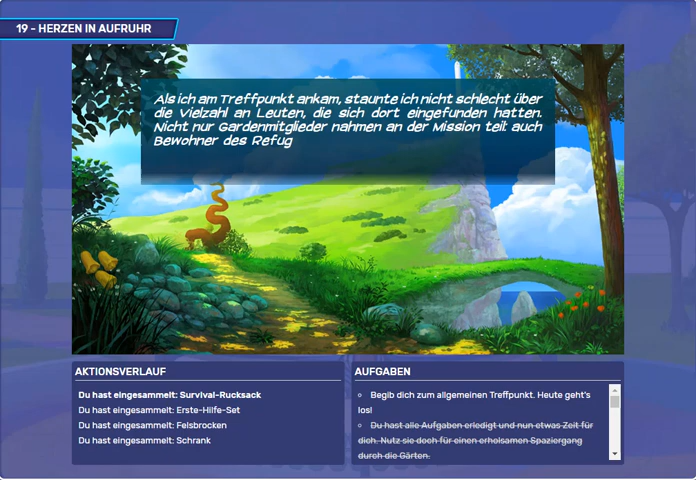 19 - HERZEN IN AUFRUHR
Als ich am Treffpunkt ankam, staunte ich nicht schlecht über
die Vielzahl an Leuten, die sich dort eingefunden hatten.
Nicht nur Gardenmitglieder nahmen an der Mission teil: auch
Bewohner des Refug
AKTIONSVERLAUF
Du hast eingesammelt: Survival-Rucksack
Du hast eingesammelt: Erste-Hilfe-Set
Du hast eingesammelt: Felsbrocken
Du hast eingesammelt: Schrank
AUFGABEN
Begib dich zum allgemeinen Treffpunkt. Heute geht's
los!
Du hast alle Aufgaben erledigt und nun etwas Zeit für
dich. Nutz sie doch für einen erholsamen Spaziergang
durch die Gärten.